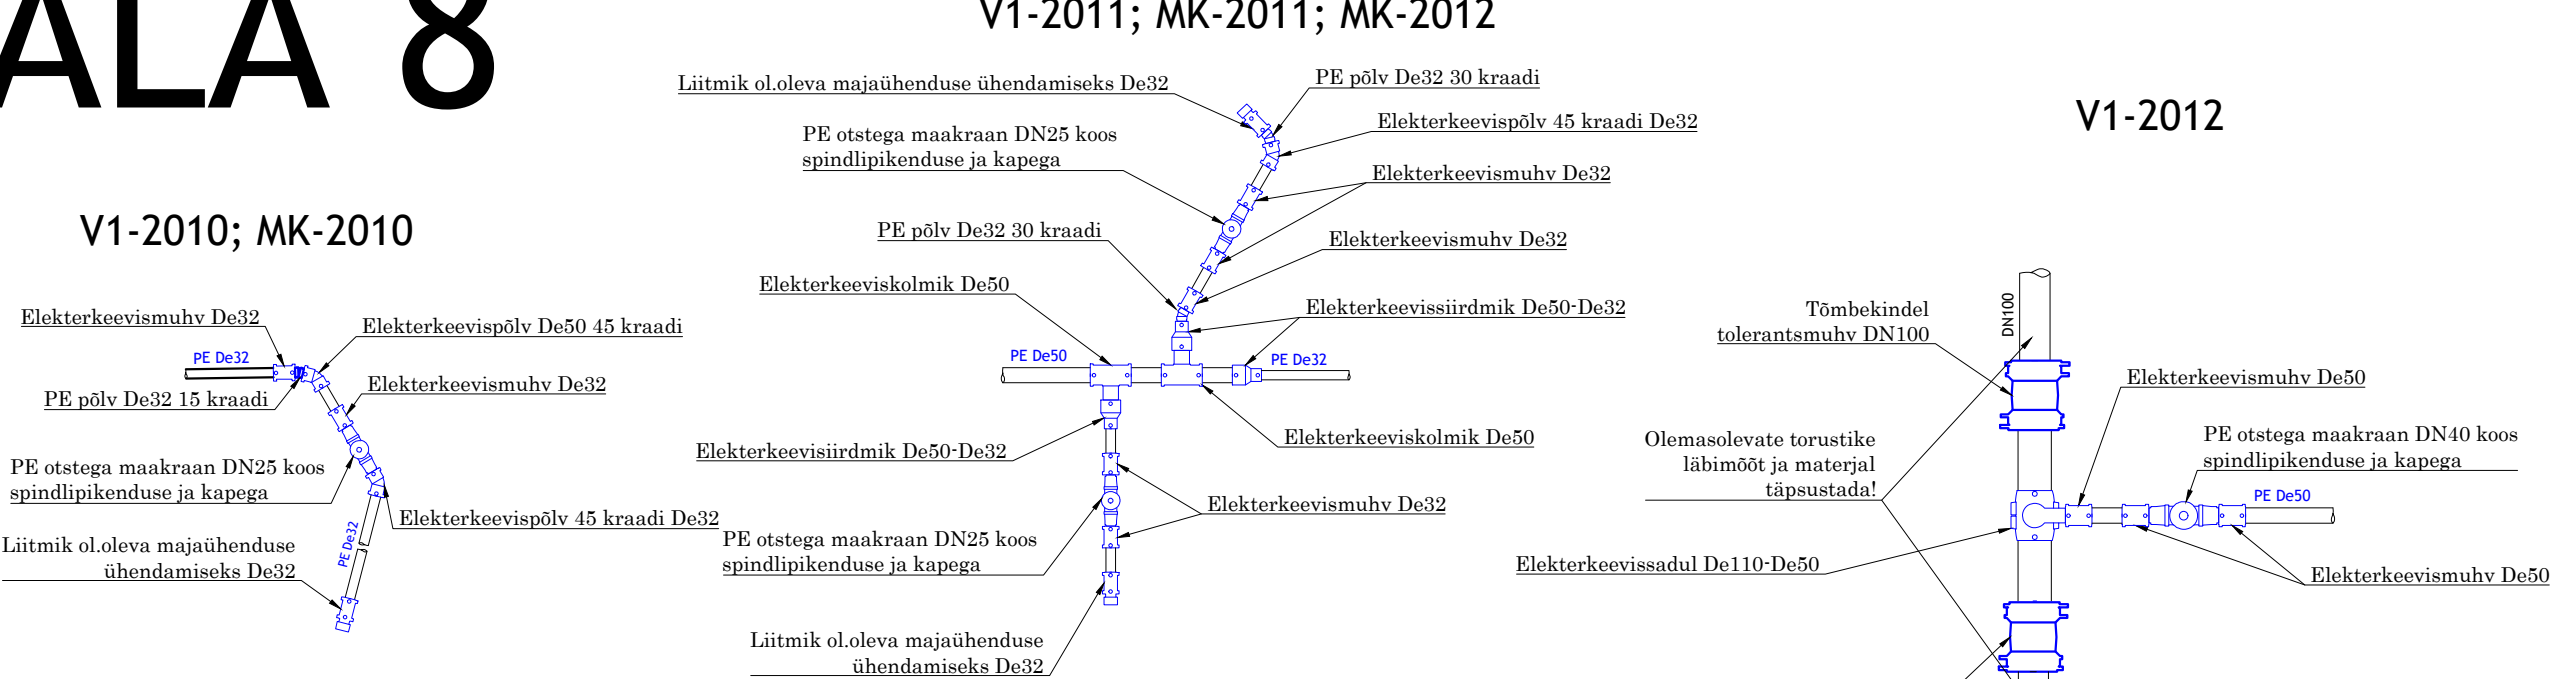 ALA 8
V1-2010; MK-2010
Elekterkeevismuhv De32
Elekterkeevispõlv De50 45 kraadi
PE De32
Elekterkeevismuhv De32
PE põlv De32 15 kraadi
PE otstega maakraan DN25 koos
spindlipikenduse ja kapega
Elekterkeevispõlv 45 kraadi De32
PE De32
Liitmik ol.oleva majaühenduse
ühendamiseks De32
V1-2011; MK-2011; MK-2012
Liitmik ol.oleva majaühenduse ühendamiseks De32
PE põlv De32 30 kraadi
Elekterkeevispõlv 45 kraadi De32
PE otstega maakraan DN25 koos
spindlipikenduse ja kapega
Elekterkeevismuhv De32
PE põlv De32 30 kraadi
Elekterkeevismuhv De32
Elekterkeeviskolmik De50
Elekterkeevissiirdmik De50-De32
PE De50
PE De32
Elekterkeevisiirdmik De50-De32
Elekterkeeviskolmik De50
Elekterkeevismuhv De32
PE otstega maakraan DN25 koos
spindlipikenduse ja kapega
Liitmik ol.oleva majaühenduse
ühendamiseks De32
V1-2012
DN100
Tõmbekindel
tolerantsmuhv DN100
Elekterkeevismuhv De50
Olemasolevate torustike
läbimõõt ja materjal
täpsustada!
PE otstega maakraan DN40 koos
spindlipikenduse ja kapega
PE De50
Elekterkeevissadul De110-De50
Elekterkeevismuhv De50